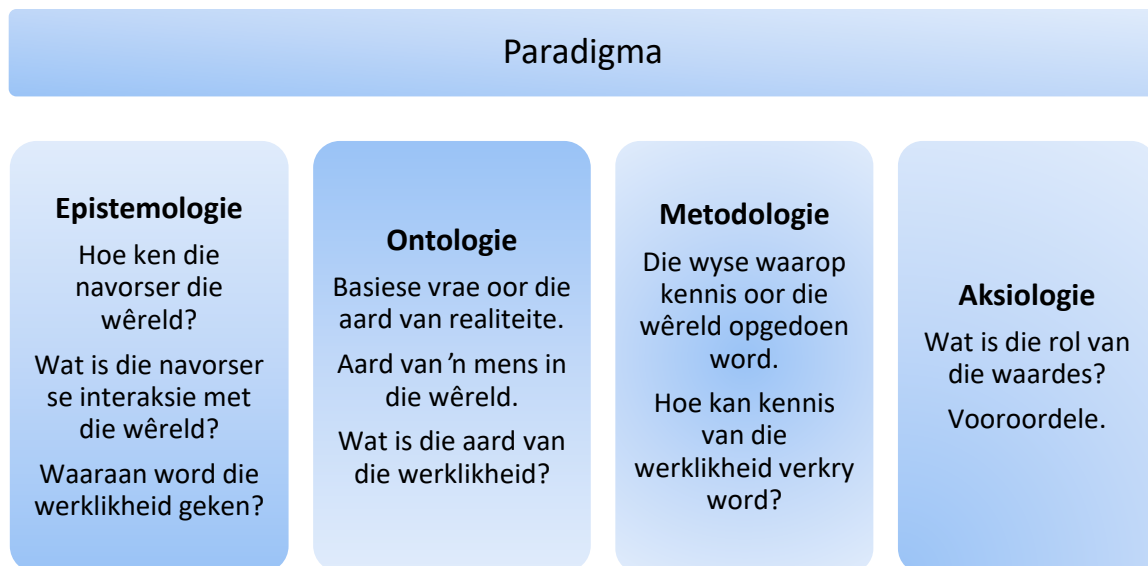 Paradigma
Epistemologie
Hoe ken die
navorser die
wêreld?
Wat is die navorser
se interaksie met
die wêreld?
Waaraan word die
werklikheid geken?
Ontologie
Basiese vrae oor die
aard van realiteite.
Aard van ’n mens in
die wêreld.
Wat is die aard van
die werklikheid?
Metodologie
Die wyse waarop
kennis oor die
wêreld opgedoen
word.
Hoe kan kennis
van die
werklikheid verkry
word?
Aksiologie
Wat is die rol van
die waardes?
Vooroordele.